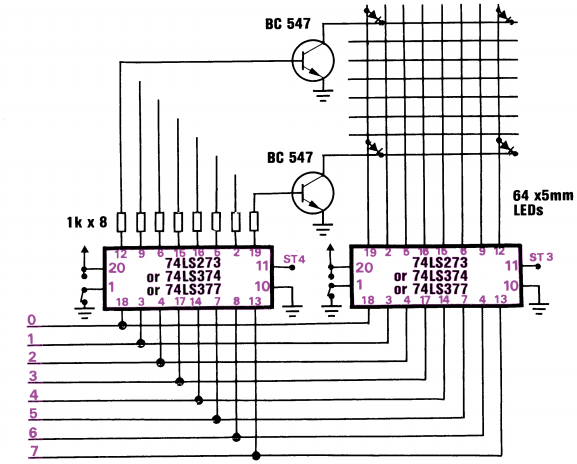 BC 547
BC 547
64 x5mm
LEDs
1k x 8
12 9 6 15 16 5 2 19
74LS273
or 74LS374
or 74LS377
20
1
11
10
ST4
18 3 4 17 14 7 8 13
19 2 5 16 15 6 9 12
74LS273
or 74LS374
or 74LS377
20
1
11
10
ST3
18 3 4 17 14 7 4 13
0
1
2
3
4
5
6
7